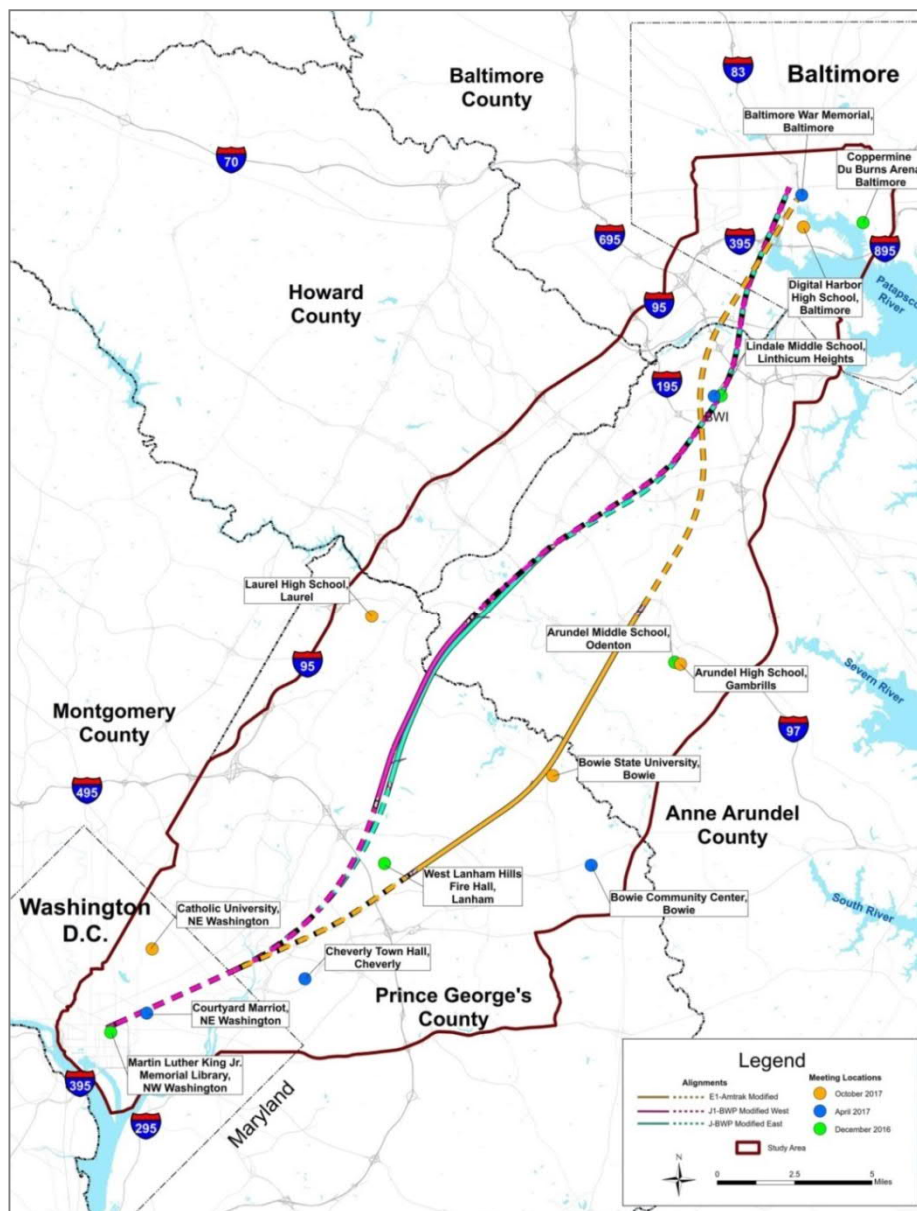 Baltimore
County
83
Baltimore
Baltimore War Memorial,
Baltimore
70
Coppermine
Du Burns Arena
Baltimore
695
395
895
Howard
County
95
Digital Harbor
High School,
Baltimore
Patapsco
River
Lindale Middle School,
Linthicum Heights
195
BWI
Laurel High School,
Laurel
Arundel Middle School,
Odenton
95
Arundel High School,
Gambrills
Severn River
Montgomery
County
97
Bowie State University,
Bowie
495
Anne Arundel
County
West Lanham Hills
Fire Hall,
Lanham
Bowie Community Center,
Bowie
South River
Washington
D.C.
Catholic University,
NE Washington
Cheverly Town Hall,
Cheverly
Prince George's
County
Courtyard Marriot,
NE Washington
Martin Luther King Jr.
Memorial Library,
NW Washington
395
295
Maryland
Legend
Alignments
E1-Amtrak Modified
J1-BWP Modified West
J-BWP Modified East
Meeting Locations
October 2017
April 2017
December 2016
Study Area
N
0 2.5 5
Miles